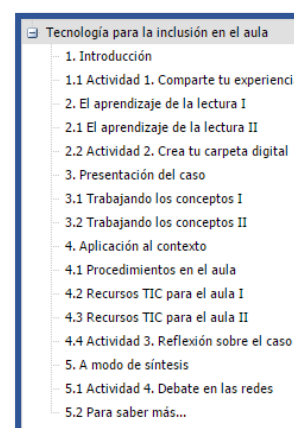 Tecnología para la inclusión en el aula
1. Introducción
1.1 Actividad 1. Comparte tu experienci
2. El aprendizaje de la lectura I
2.1 El aprendizaje de la lectura II
2.2 Actividad 2. Crea tu carpeta digital
3. Presentación del caso
3.1 Trabajando los conceptos I
3.2 Trabajando los conceptos II
4. Aplicación al contexto
4.1 Procedimientos en el aula
4.2 Recursos TIC para el aula I
4.3 Recursos TIC para el aula II
4.4 Actividad 3. Reflexión sobre el caso
5. A modo de síntesis
5.1 Actividad 4. Debate en las redes
5.2 Para saber más...